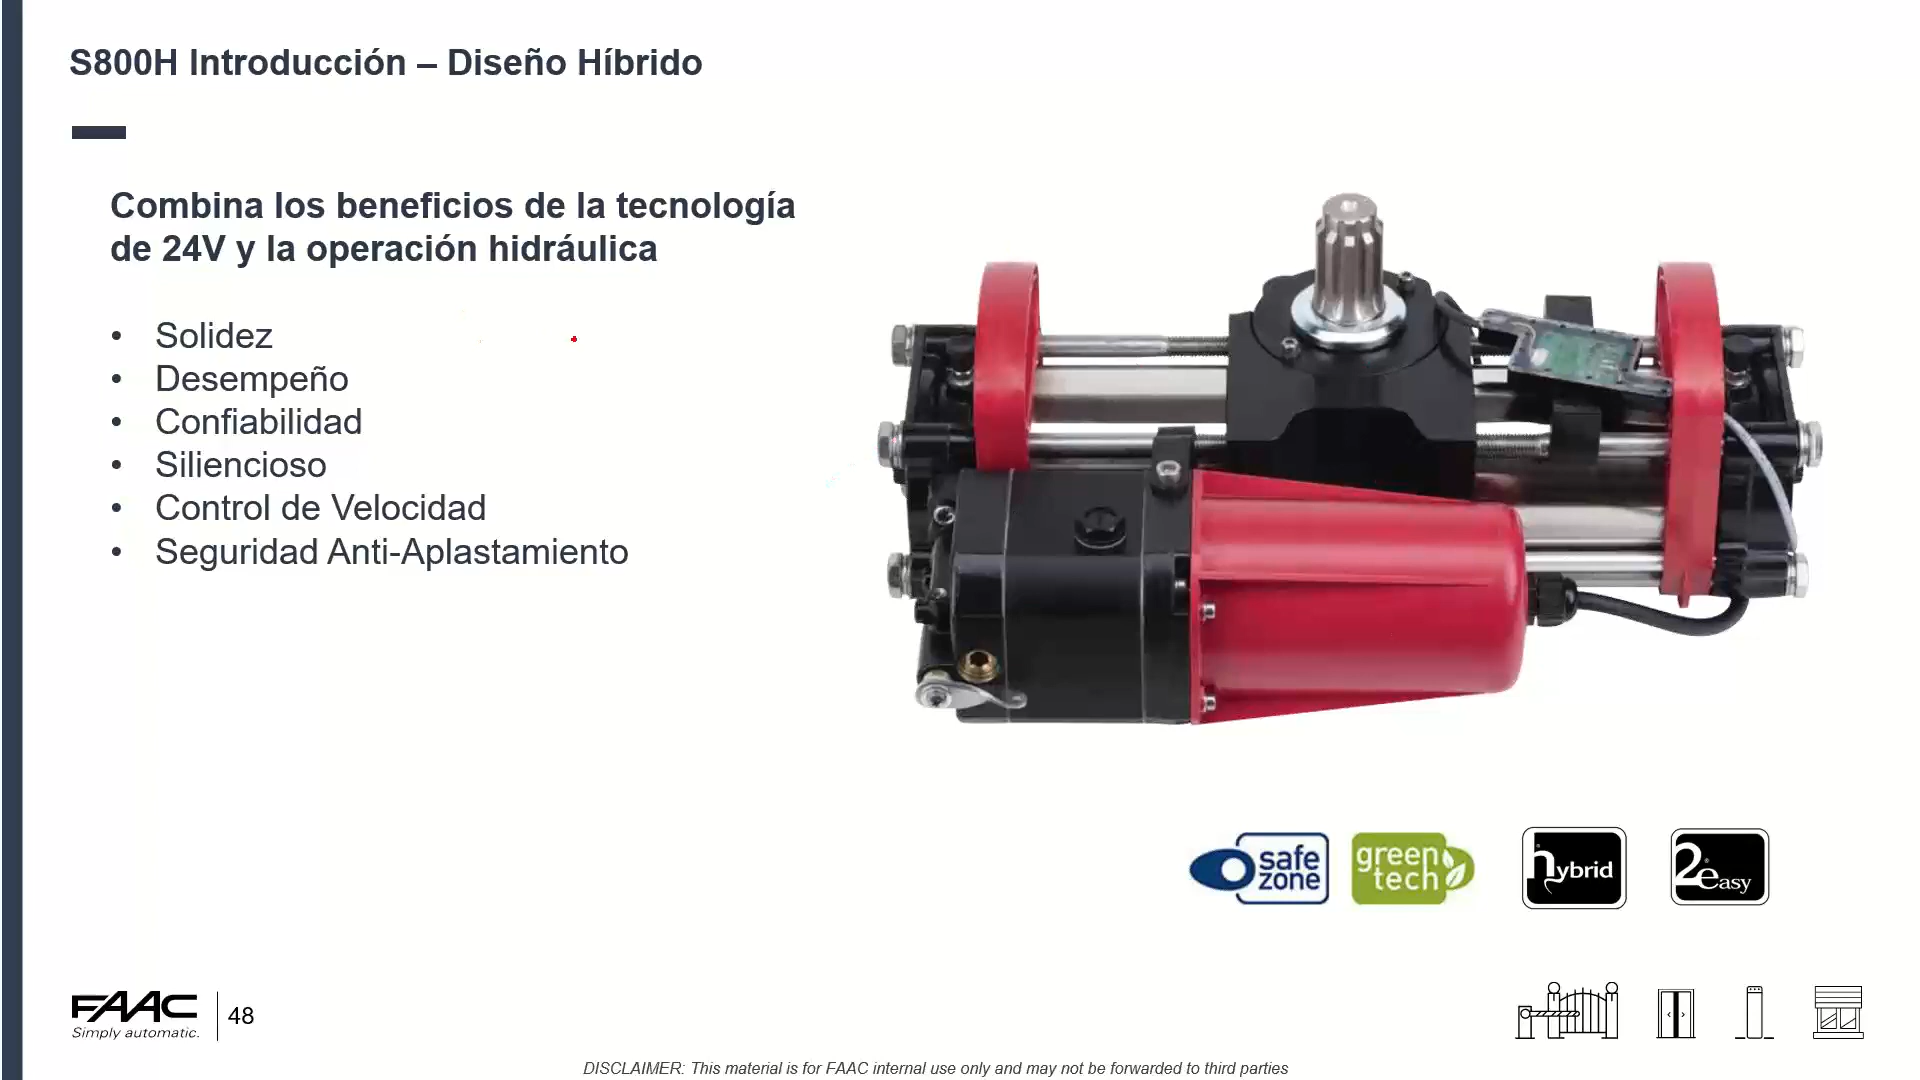 S800H Introducción – Diseño Híbrido
Combina los beneficios de la tecnología
de 24V y la operación hidráulica
• Solidez
• Desempeño
• Confiabilidad
• Siliencioso
• Control de Velocidad
• Seguridad Anti-Aplastamiento
safe
zone
green
tech
hybrid
2easy
FAAC
Simply automatic.
48
DISCLAIMER: This material is for FAAC internal use only and may not be forwarded to third parties